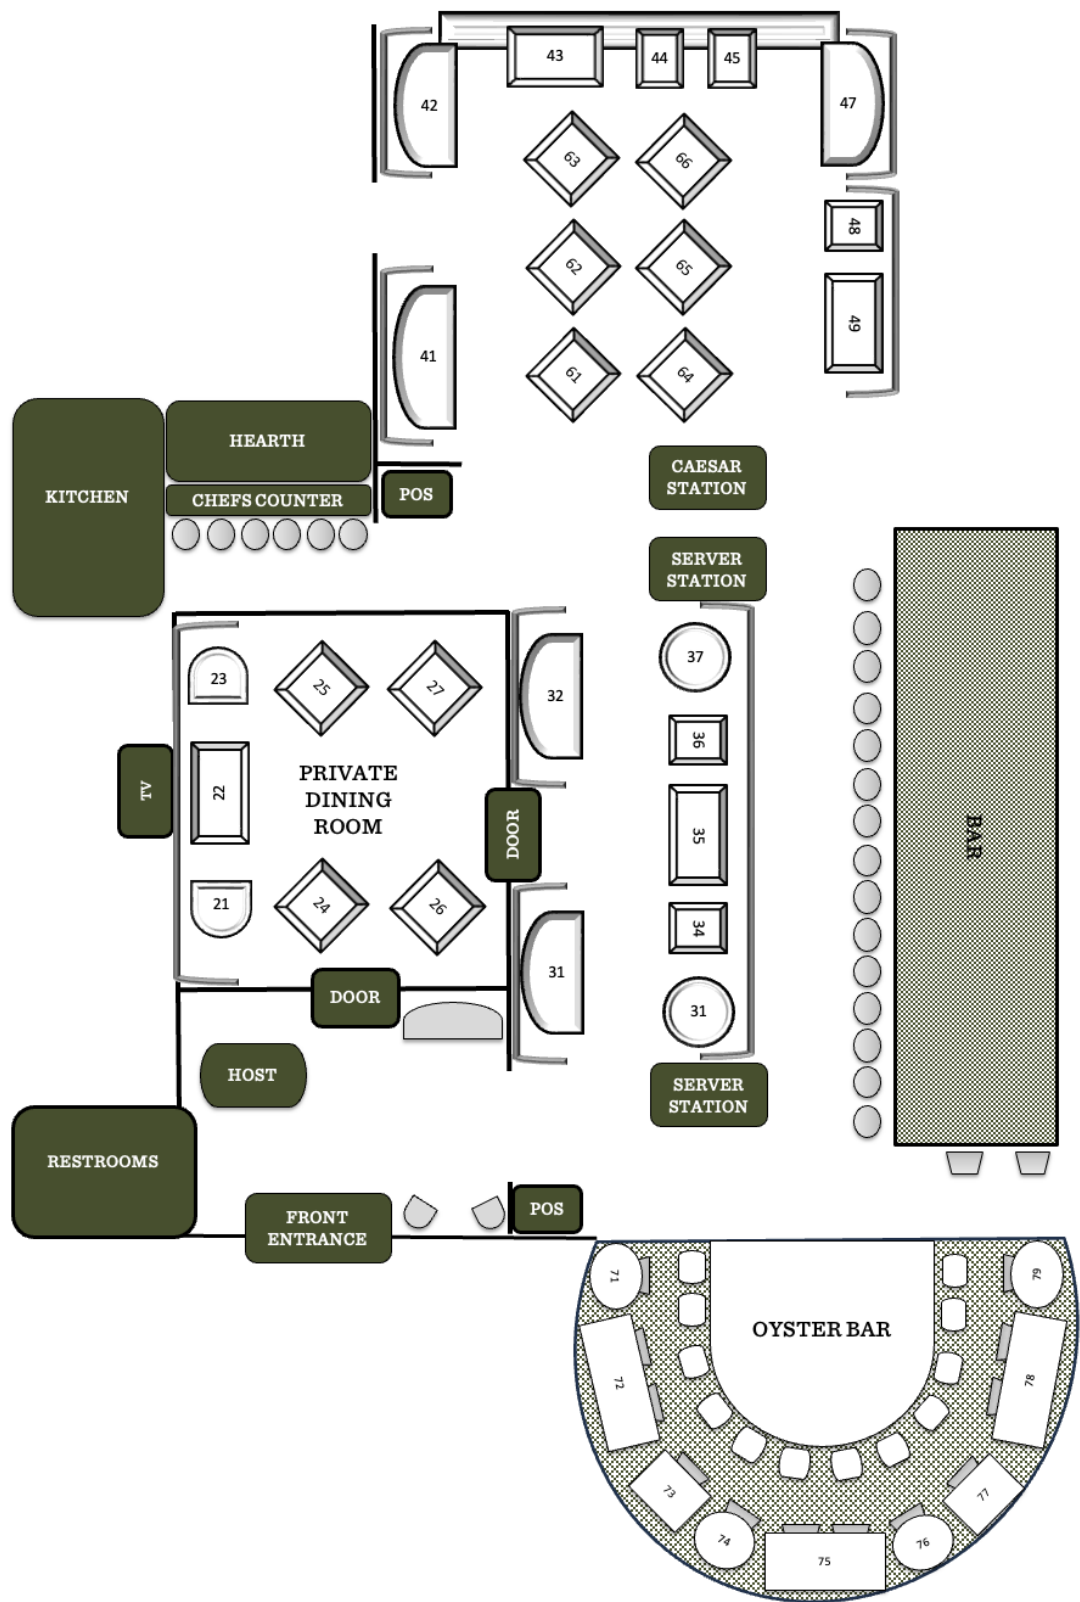 43
44
45
42
47
63
66
48
62
65
49
41
61
64
HEARTH
KITCHEN
CHEFS COUNTER
POS
CAESAR
STATION
SERVER
STATION
23
25
27
32
37
36
TV
22
PRIVATE
DINING
ROOM
DOOR
35
BAR
21
24
26
34
31
31
DOOR
HOST
SERVER
STATION
RESTROOMS
FRONT
ENTRANCE
POS
71
79
OYSTER BAR
72
78
73
77
74
76
75